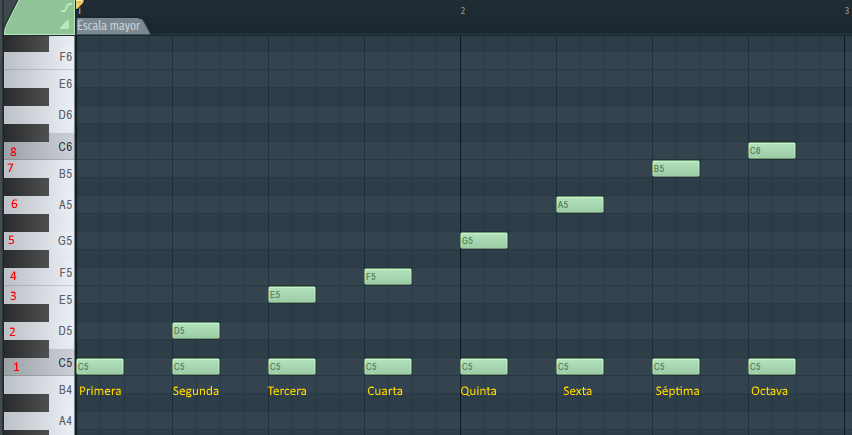 1 2 3
Escala mayor
F6
E6
D6
8 C6 C6
7 B5 B5
6 A5 A5
5 G5 G5
4 F5 F5
3 E5 E5
2 D5 D5
1 C5 C5 C5 C5 C5 C5 C5 C5 C5
B4 Primera Segunda Tercera Cuarta Quinta Sexta Séptima Octava
A4